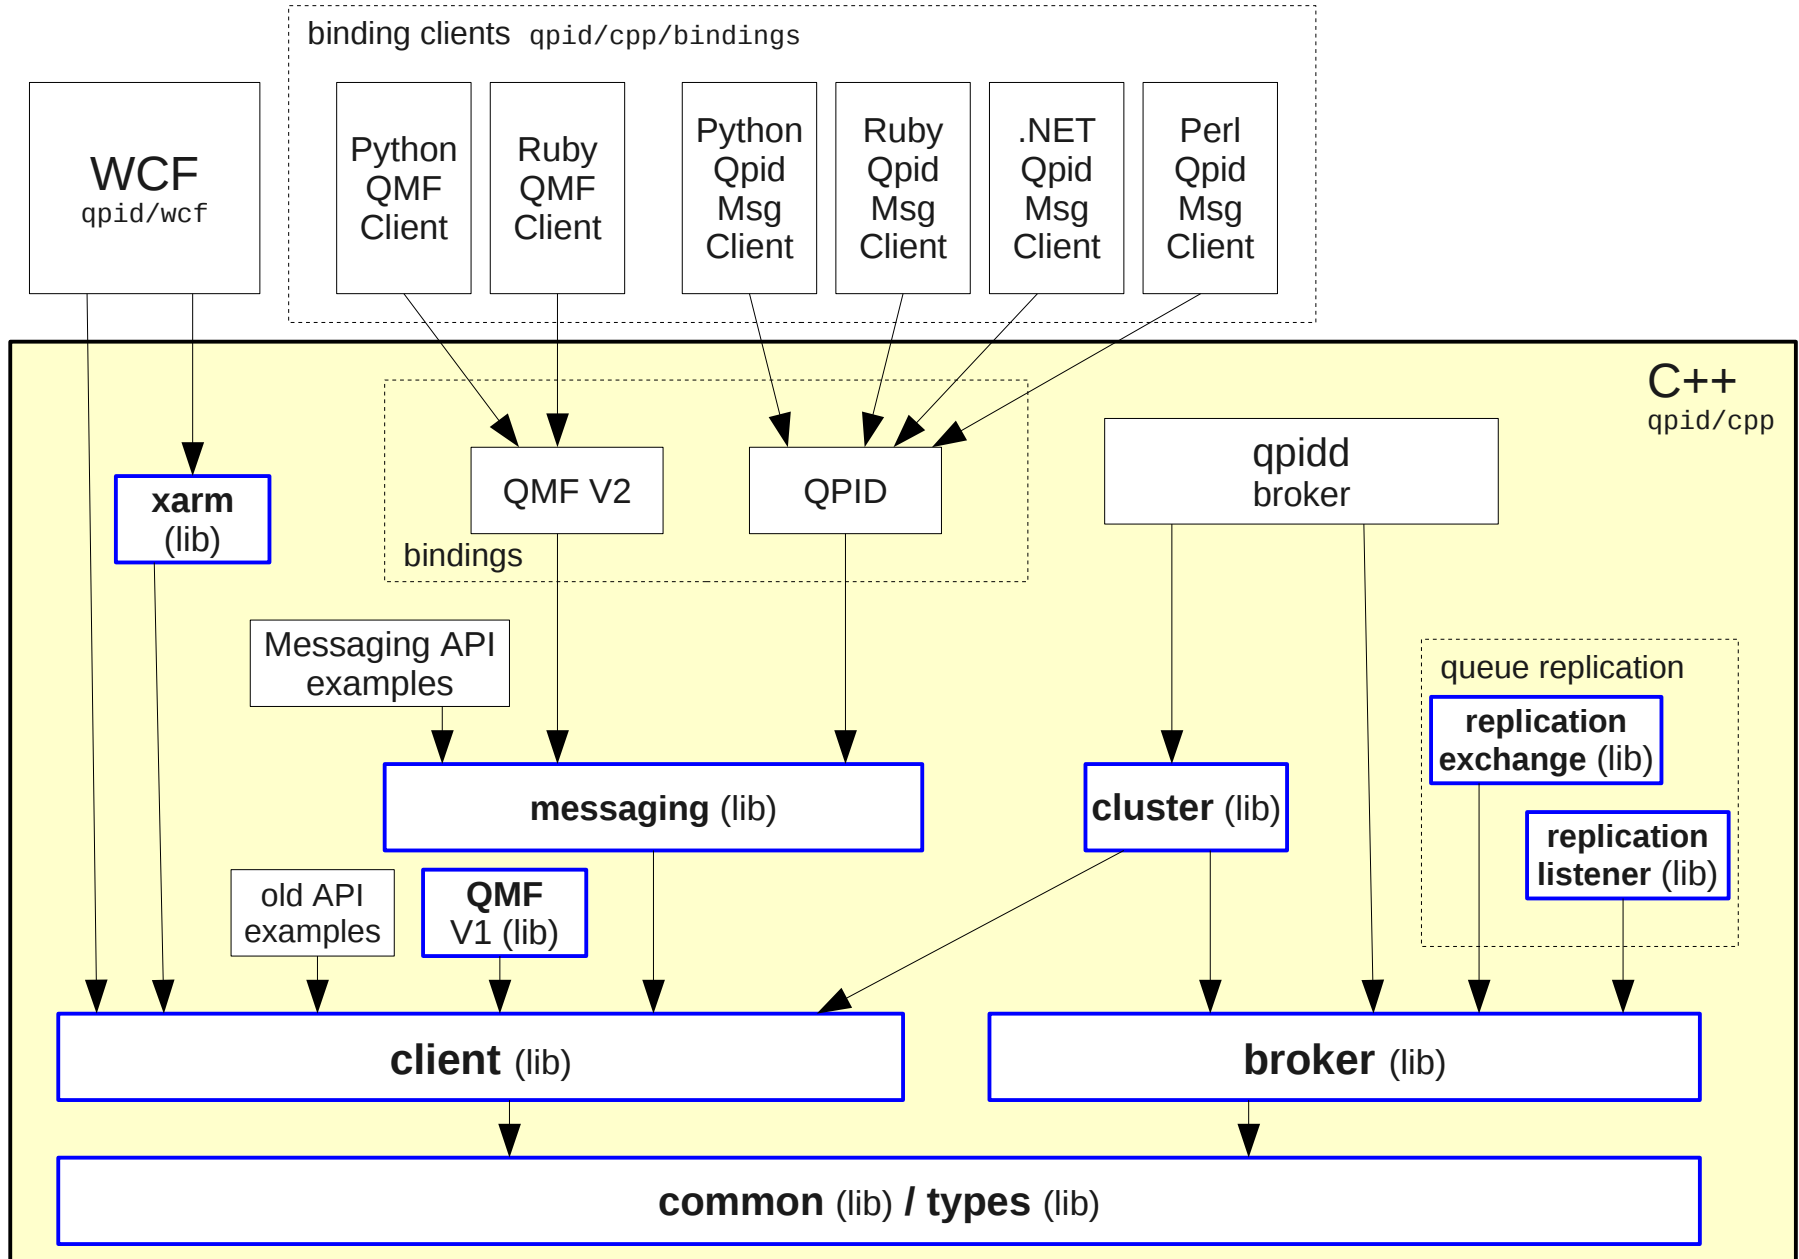 binding clients qpid/cpp/bindings
WCF
qpid/wcf
Python
QMF
Client
Ruby
QMF
Client
Python
Qpid
Msg
Client
Ruby
Qpid
Msg
Client
.NET
Qpid
Msg
Client
Perl
Qpid
Msg
Client
C++
qpid/cpp
xarm
(lib)
QMF V2
QPID
bindings
qpidd
broker
Messaging API
examples
queue replication
replication
exchange (lib)
messaging (lib)
cluster (lib)
replication
listener (lib)
old API
examples
QMF
V1 (lib)
client (lib)
broker (lib)
common (lib) / types (lib)